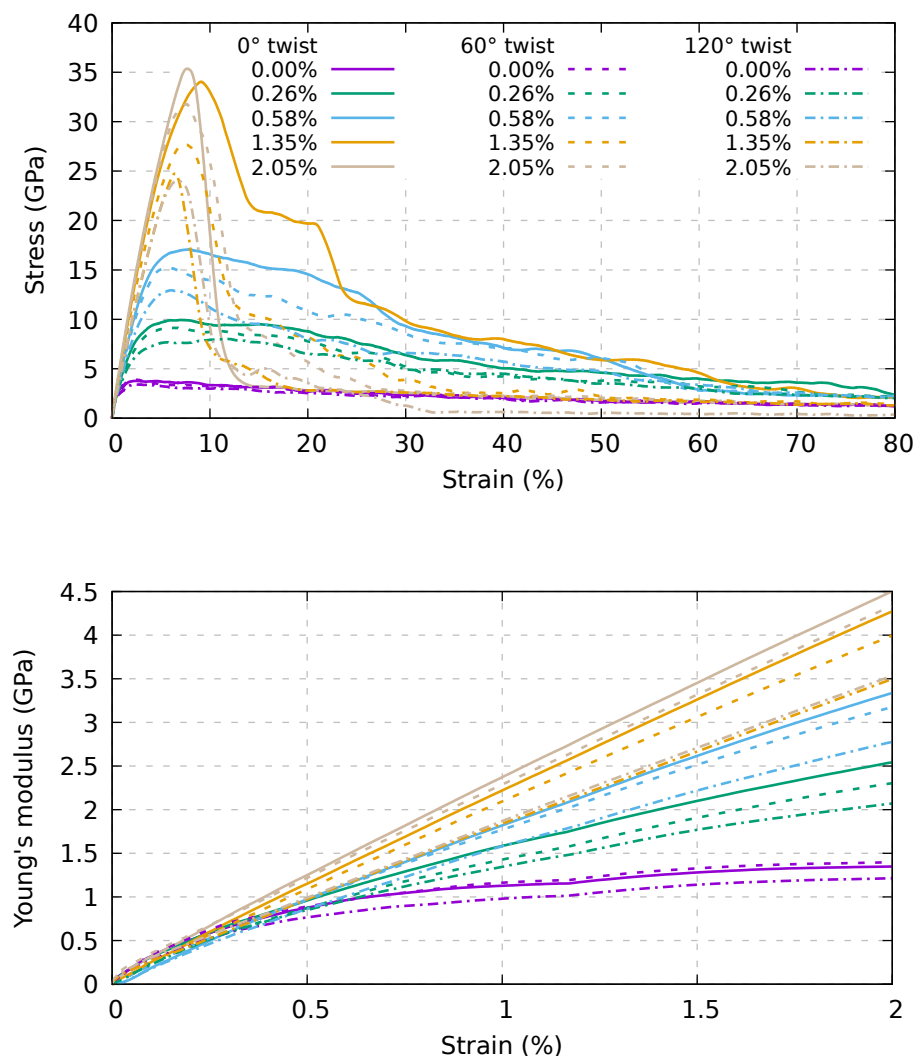 40
35
30
25
20
15
10
5
0
Stress (GPa)
0° twist 60° twist 120° twist
0.00% 0.00% 0.00%
0.26% 0.26% 0.26%
0.58% 0.58% 0.58%
1.35% 1.35% 1.35%
2.05% 2.05% 2.05%
0 10 20 30 40 50 60 70 80
Strain (%)
4.5
4
3.5
3
2.5
2
1.5
1
0.5
0
Young's modulus (GPa)
0 0.5 1 1.5 2
Strain (%)